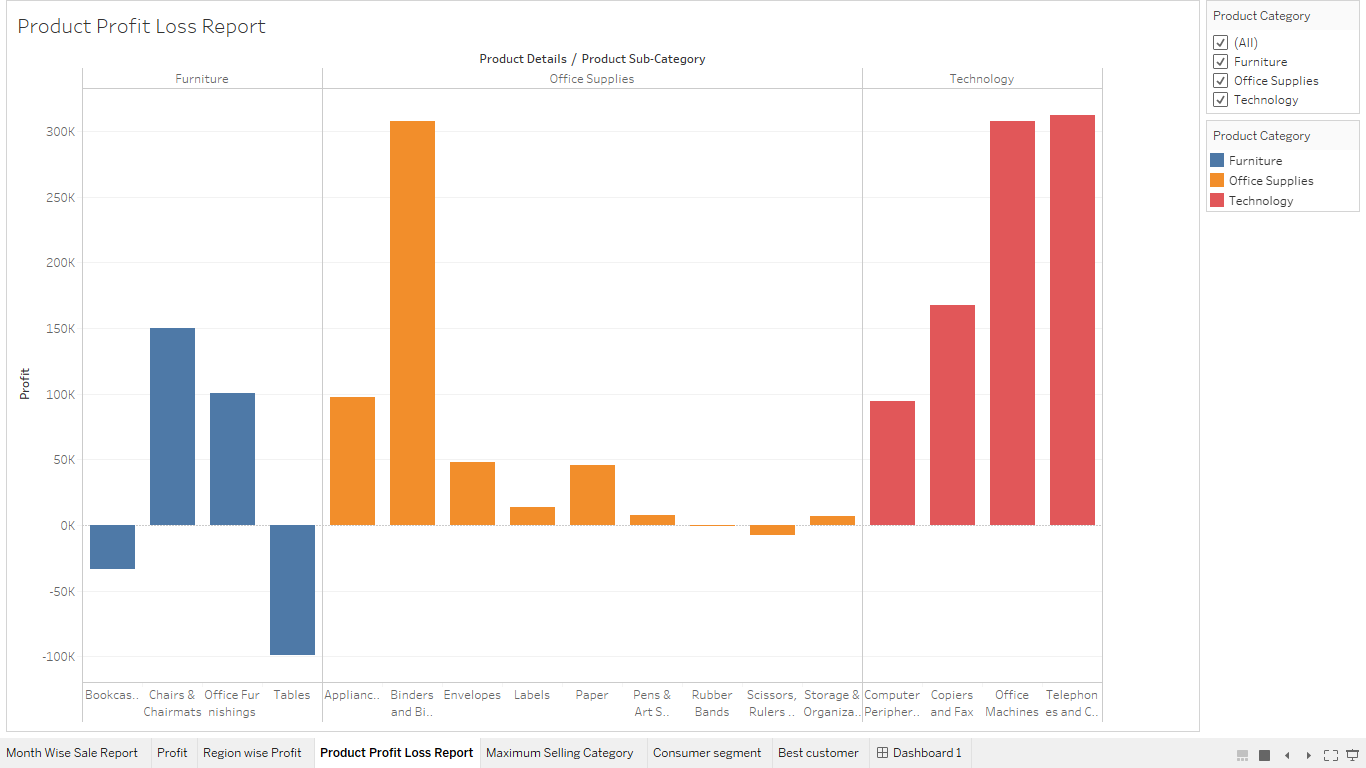 Product Profit Loss Report
Product Details / Product Sub-Category
Furniture Office Supplies Technology
300K
250K
200K
150K
100K
50K
0K
-50K
-100K
Profit
Bookcas.. Chairs & Office Fur Tables Applianc.. Binders Envelopes Labels Paper Pens & Rubber Scissors, Storage & Computer Copiers Office Telephon
Chairmats nishings and Bi.. Art S.. Bands Rulers .. Organiza.. Peripher.. and Fax Machines es and C..
Product Category
(All)
Furniture
Office Supplies
Technology
Product Category
Furniture
Office Supplies
Technology
Month Wise Sale Report Profit Region wise Profit Product Profit Loss Report Maximum Selling Category Consumer segment Best customer Dashboard 1